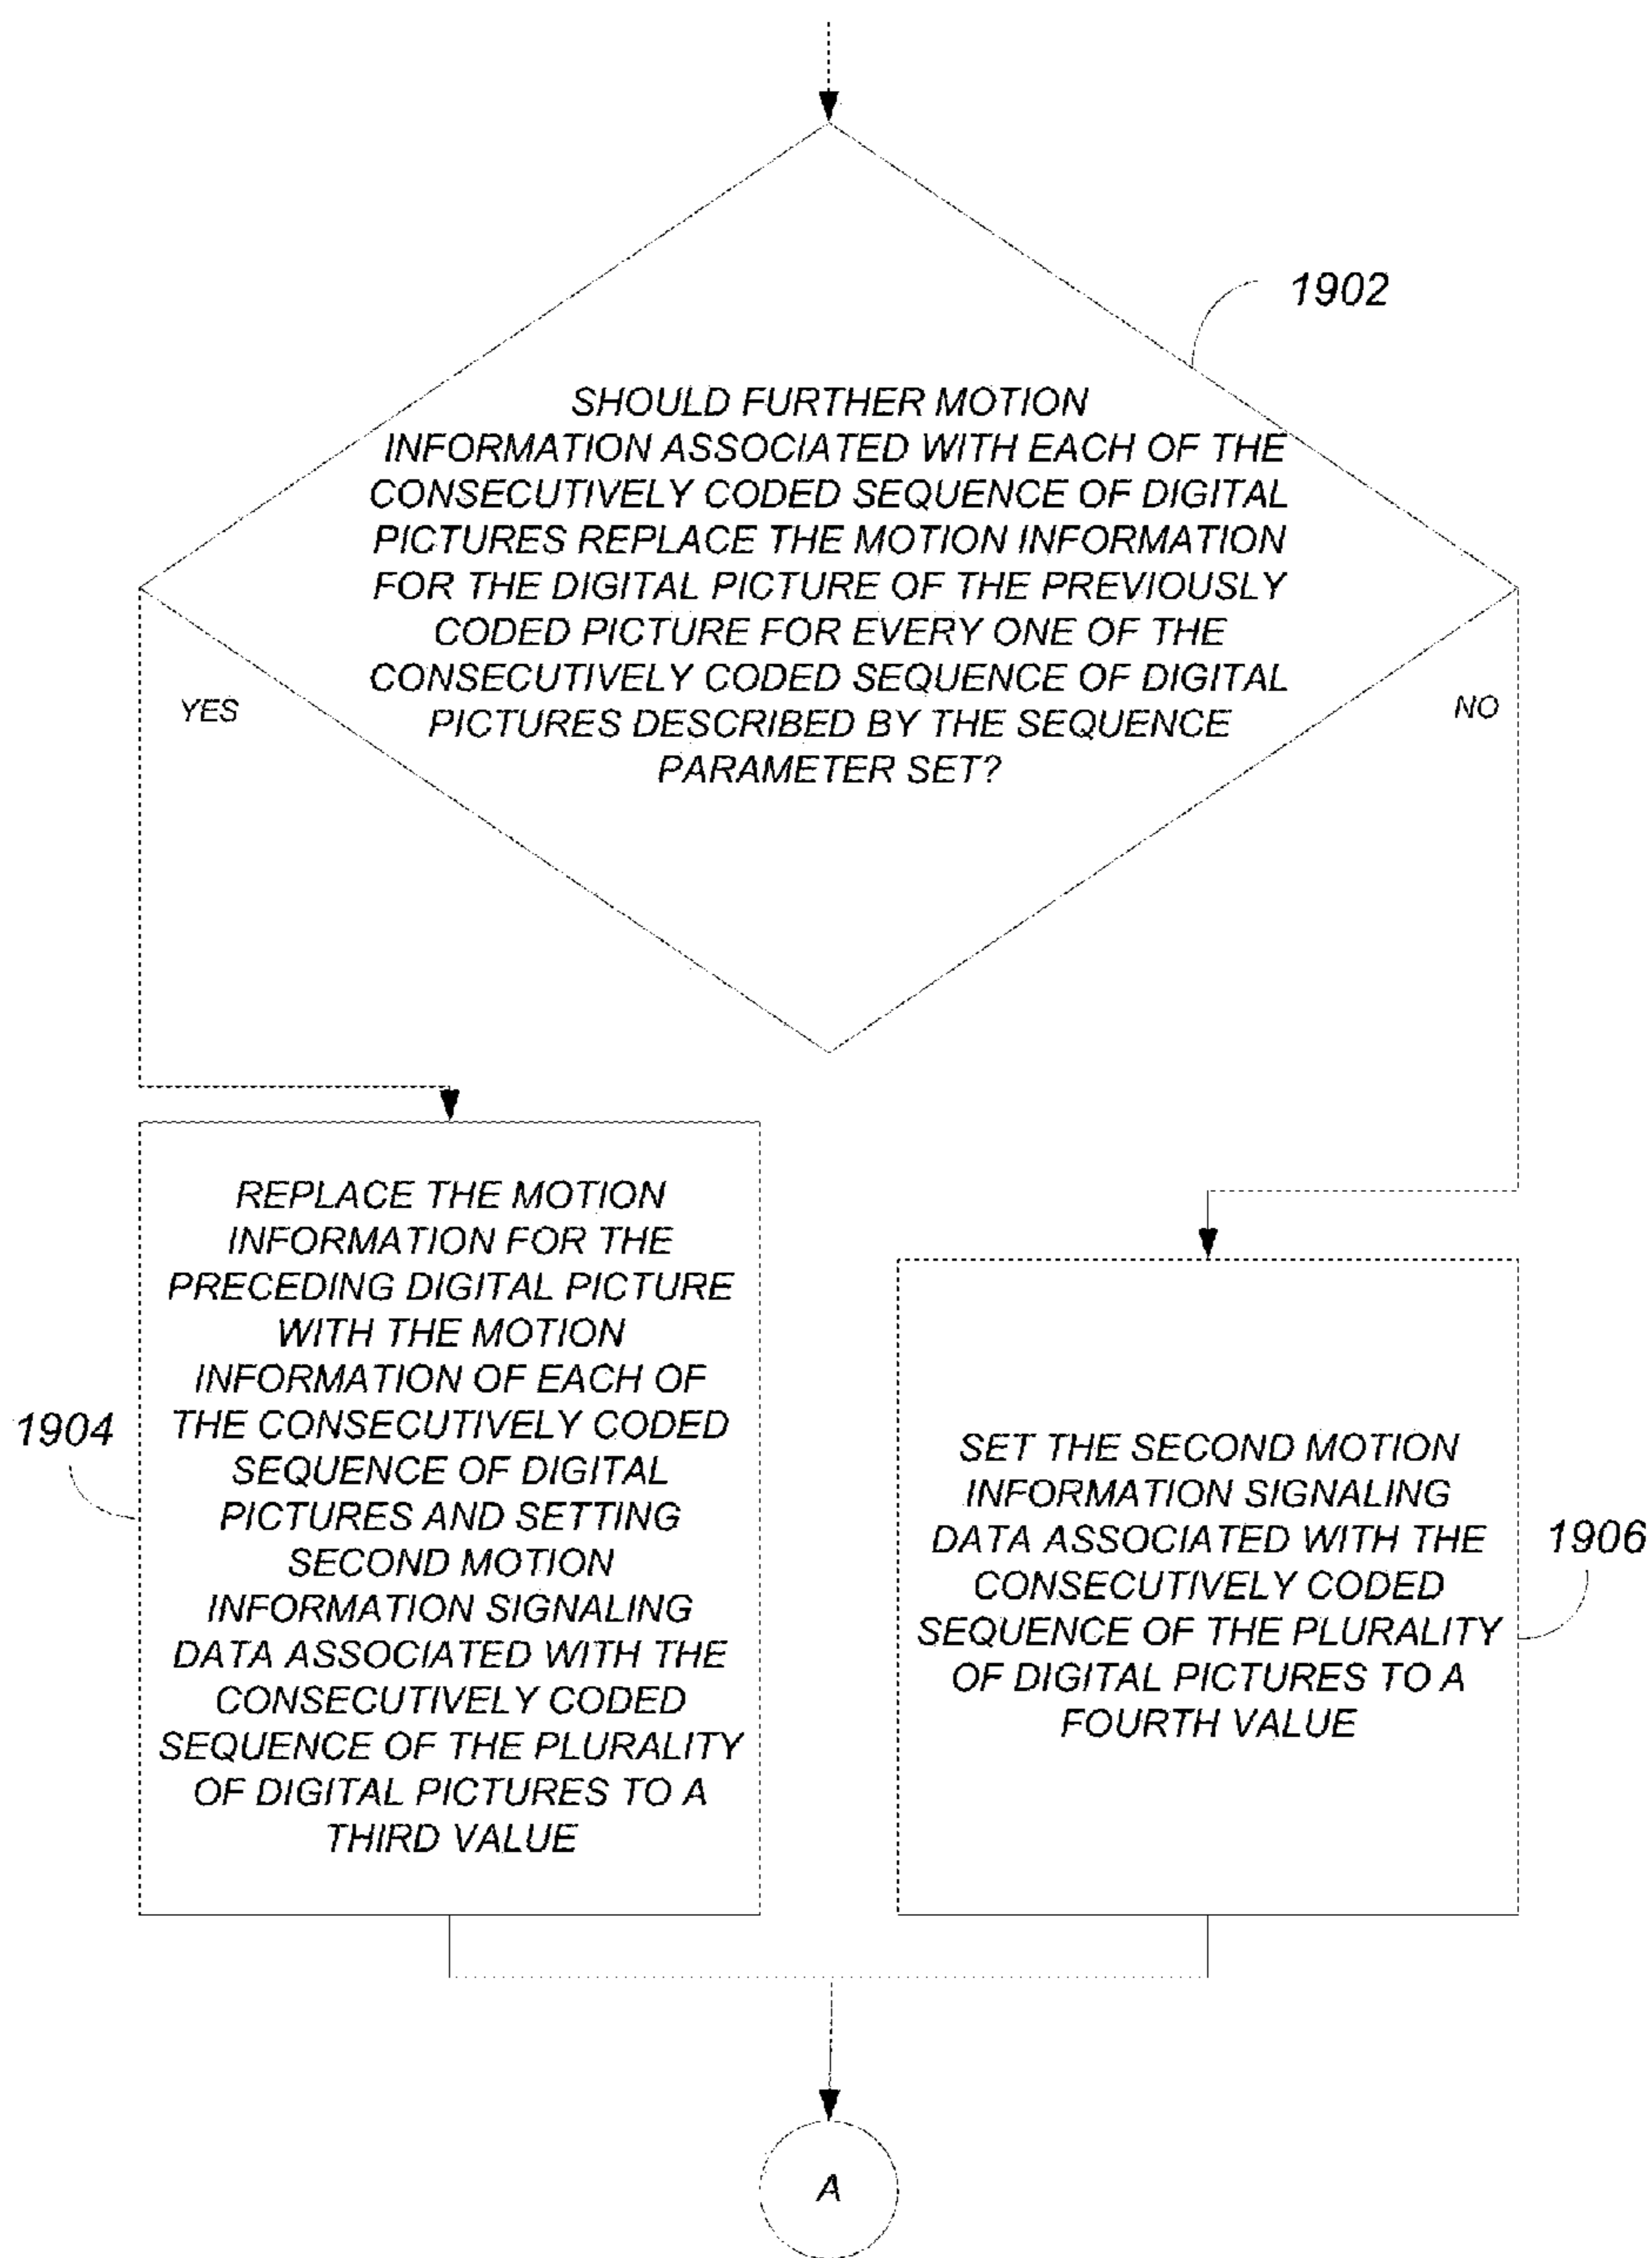 1902
SHOULD FURTHER MOTION
INFORMATION ASSOCIATED WITH EACH OF THE
CONSECUTIVELY CODED SEQUENCE OF DIGITAL
PICTURES REPLACE THE MOTION INFORMATION
FOR THE DIGITAL PICTURE OF THE PREVIOUSLY
CODED PICTURE FOR EVERY ONE OF THE
CONSECUTIVELY CODED SEQUENCE OF DIGITAL
PICTURES DESCRIBED BY THE SEQUENCE
PARAMETER SET?
YES
NO
REPLACE THE MOTION
INFORMATION FOR THE
PRECEDING DIGITAL PICTURE
WITH THE MOTION
INFORMATION OF EACH OF
THE CONSECUTIVELY CODED
SEQUENCE OF DIGITAL
PICTURES AND SETTING
SECOND MOTION
INFORMATION SIGNALING
DATA ASSOCIATED WITH THE
CONSECUTIVELY CODED
SEQUENCE OF THE PLURALITY
OF DIGITAL PICTURES TO A
THIRD VALUE
1904
SET THE SECOND MOTION
INFORMATION SIGNALING
DATA ASSOCIATED WITH THE
CONSECUTIVELY CODED
SEQUENCE OF THE PLURALITY
OF DIGITAL PICTURES TO A
FOURTH VALUE
1906
A